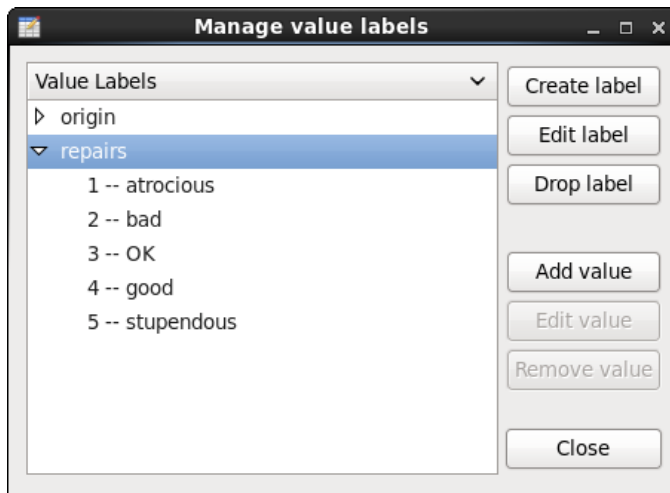 Manage value labels
Value Labels
origin
repairs
1 -- atrocious
2 -- bad
3 -- OK
4 -- good
5 -- stupendous
Create label
Edit label
Drop label
Add value
Edit value
Remove value
Close